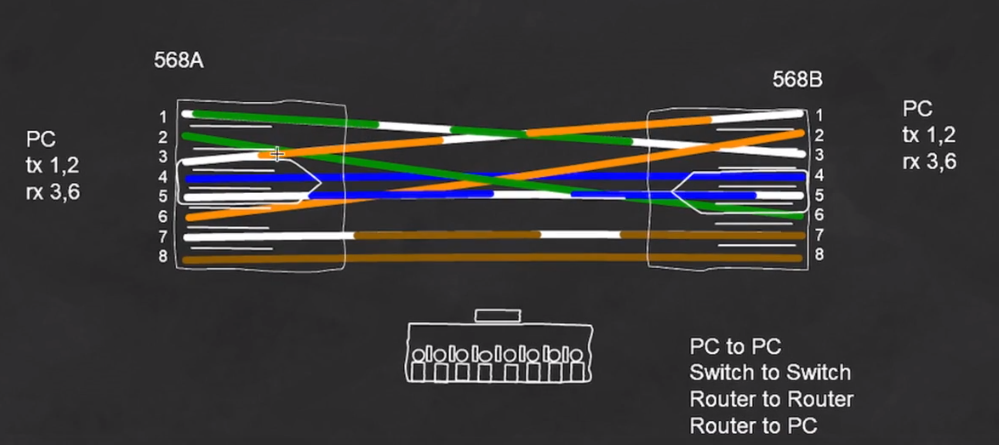 568A
568B
PC
tx 1,2
rx 3,6
1
2
3
4
5
6
7
8
1
2
3
4
5
6
7
8
PC
tx 1,2
rx 3,6
PC to PC
Switch to Switch
Router to Router
Router to PC